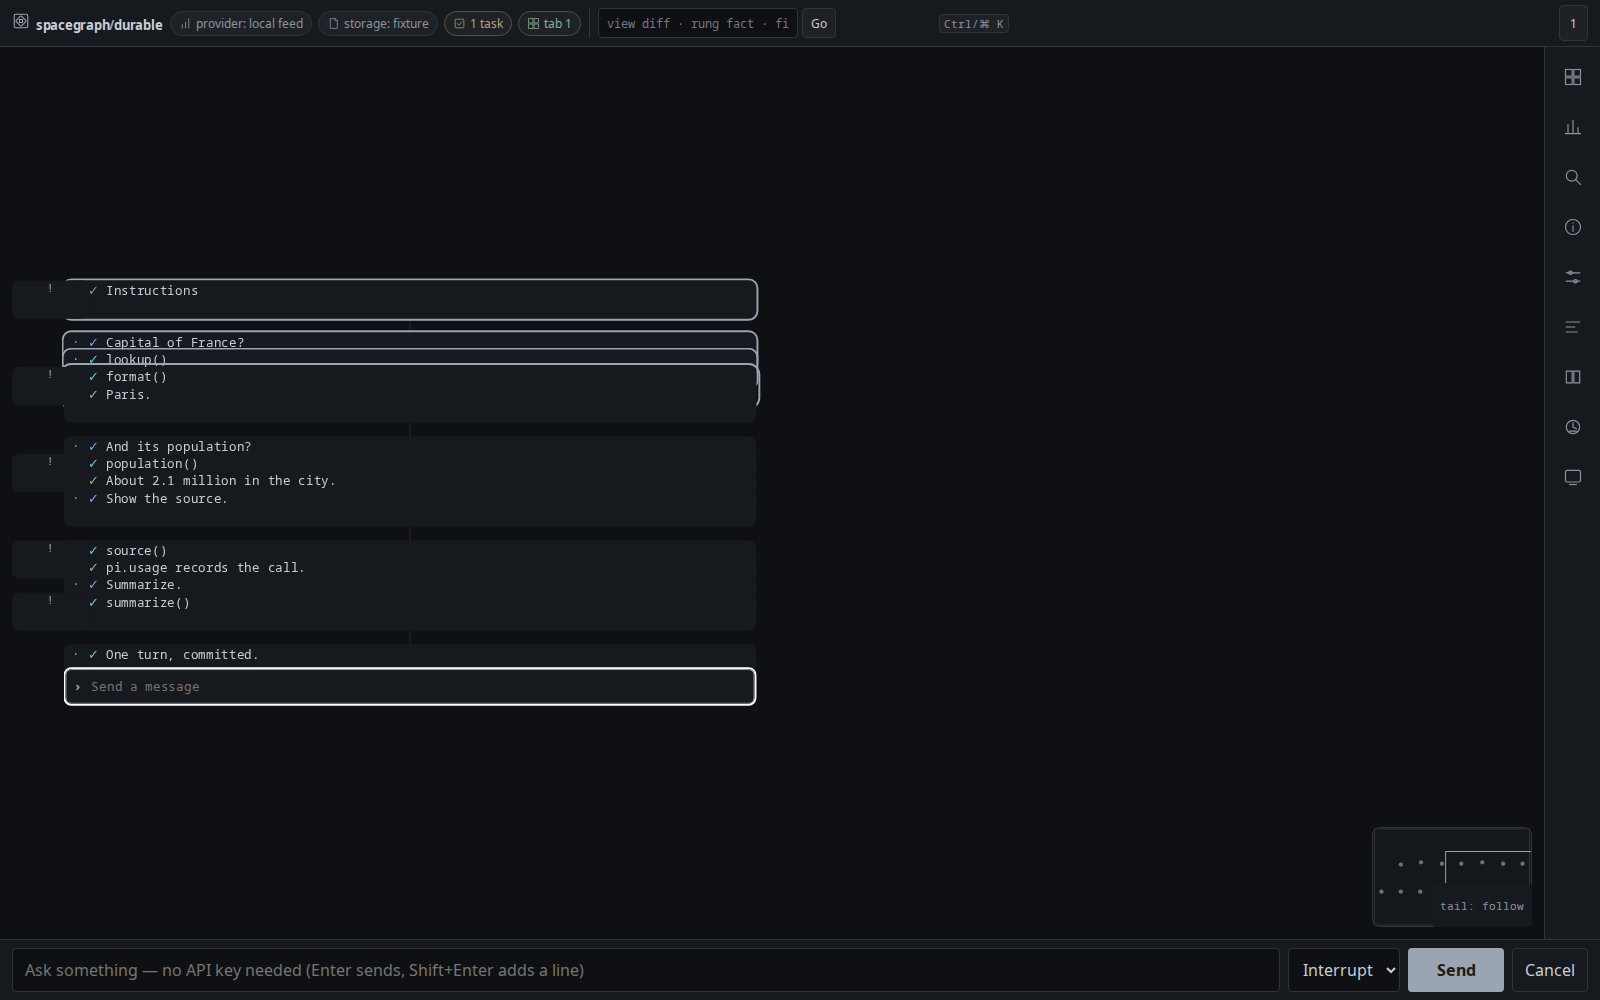 spacegraph/durable
provider: local feed
storage: fixture
1 task
tab 1
view diff · rung fact · fi
Go
Ctrl/⌘ K
1
! ✓ Instructions
· ✓ Capital of France?
· ✓ lookup()
! ✓ format()
✓ Paris.
· ✓ And its population?
! ✓ population()
✓ About 2.1 million in the city.
· ✓ Show the source.
! ✓ source()
✓ pi.usage records the call.
· ✓ Summarize.
! ✓ summarize()
· ✓ One turn, committed.
› Send a message
tail: follow
Ask something — no API key needed (Enter sends, Shift+Enter adds a line)
Interrupt
Send
Cancel